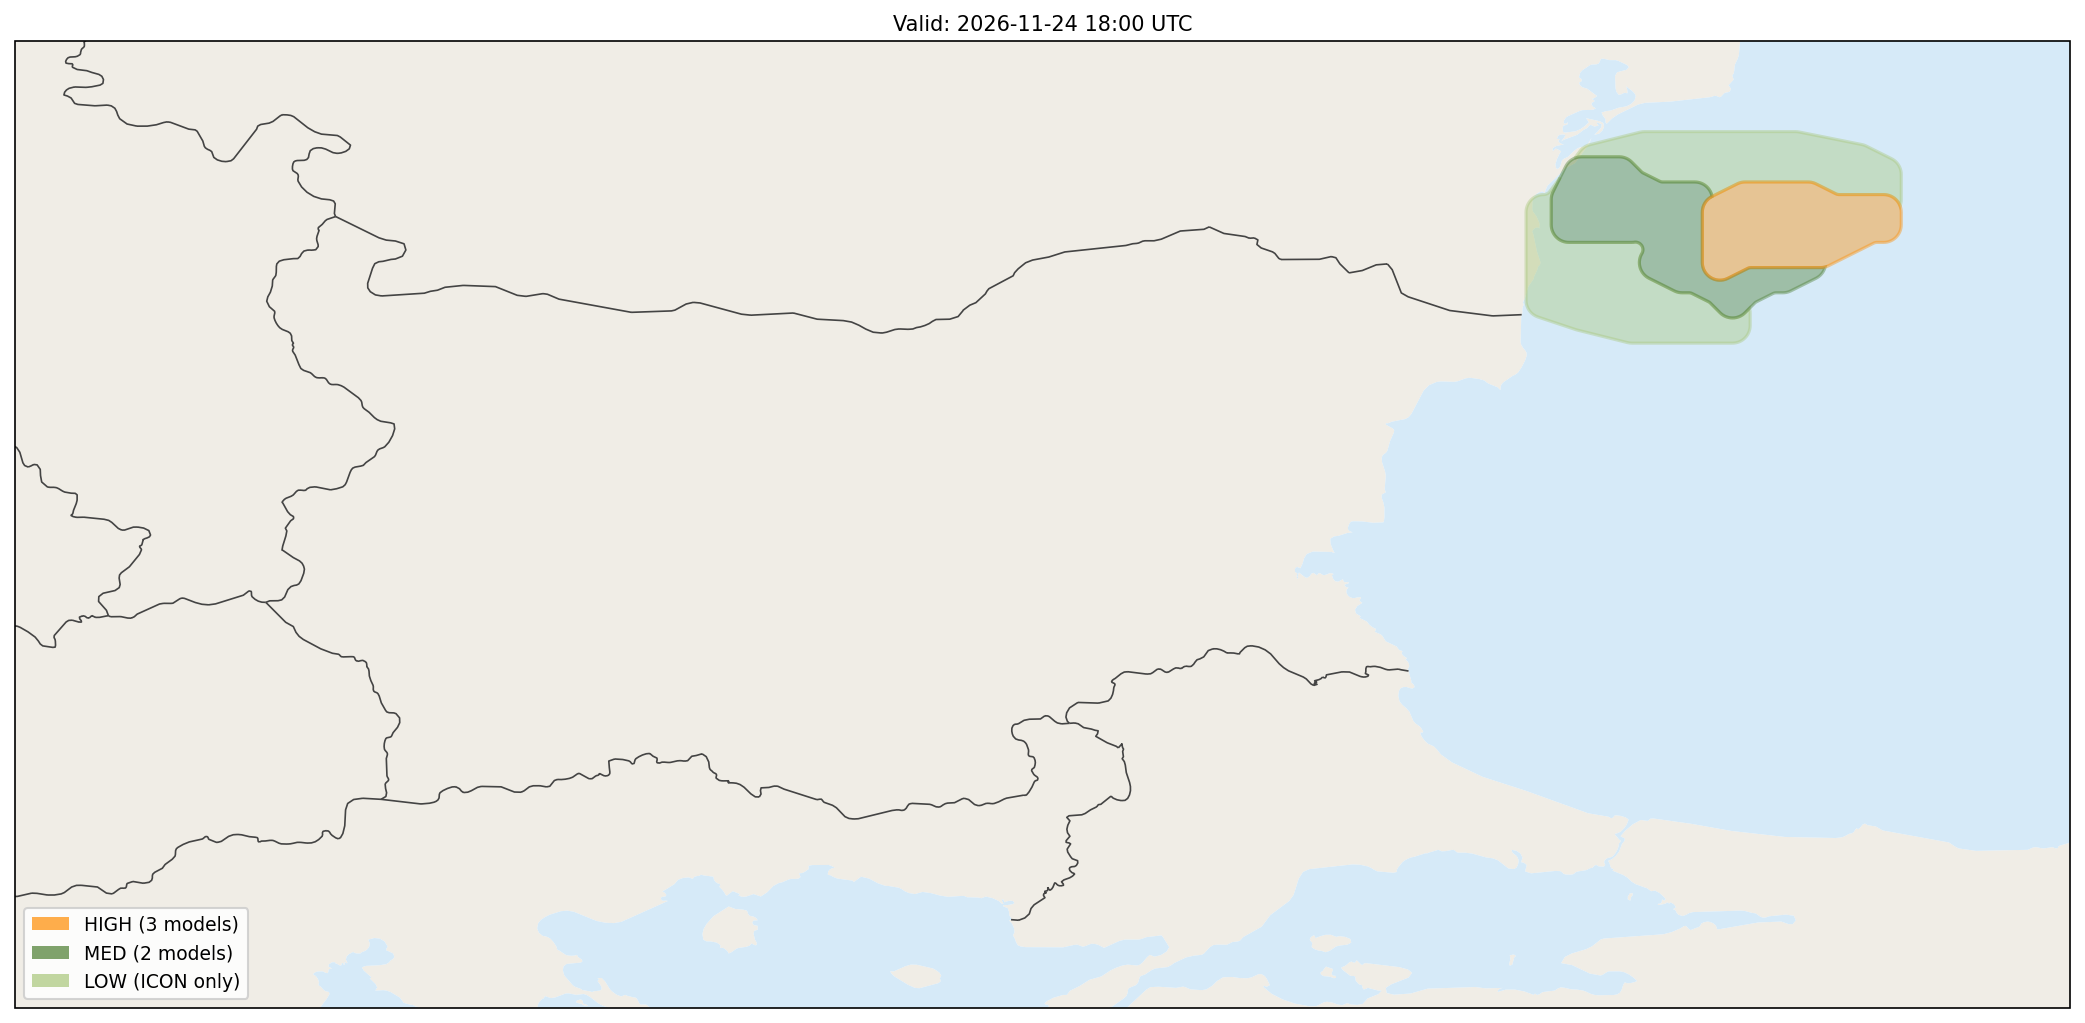 Valid: 2026-11-24 18:00 UTC
HIGH (3 models)
MED (2 models)
LOW (ICON only)